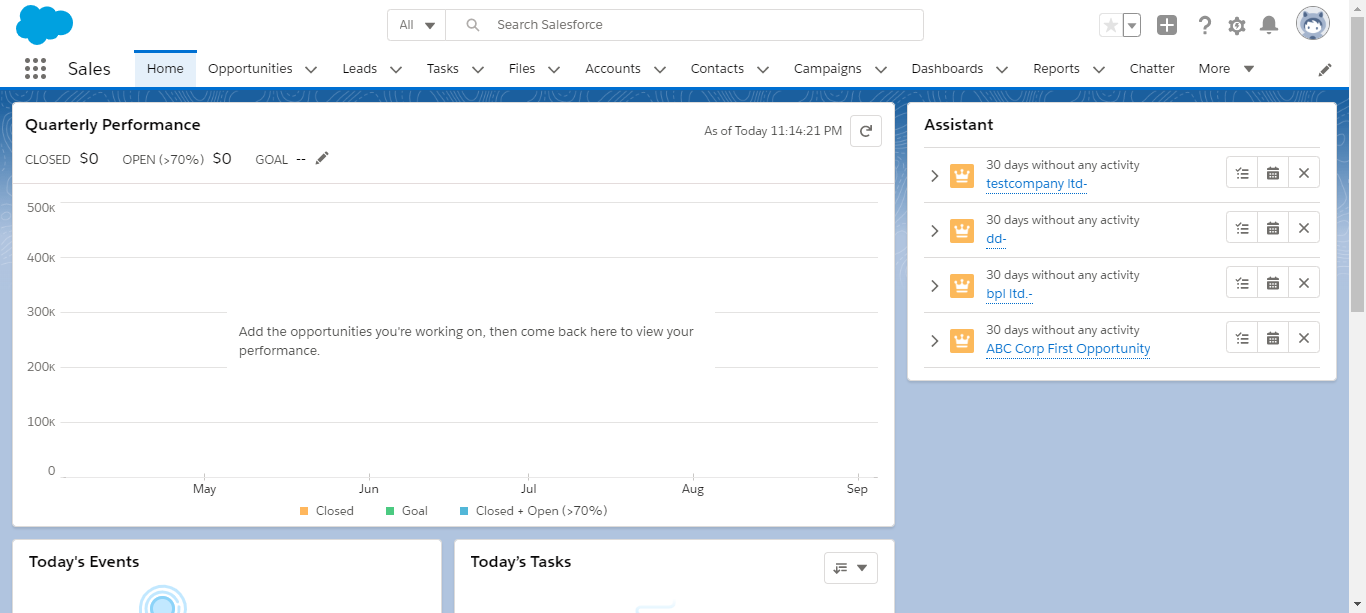 All
Search Salesforce
Sales
Home
Opportunities
Leads
Tasks
Files
Accounts
Contacts
Campaigns
Dashboards
Reports
Chatter
More
Quarterly Performance
As of Today 11:14:21 PM
CLOSED $0 OPEN (>70%) $0 GOAL --
500K
400K
300K
200K
100K
0
Add the opportunities you're working on, then come back here to view your
performance.
May Jun Jul Aug Sep
Closed Goal Closed + Open (>70%)
Assistant
30 days without any activity
testcompany ltd-
30 days without any activity
dd-
30 days without any activity
bpl ltd.-
30 days without any activity
ABC Corp First Opportunity
Today's Events
Today's Tasks